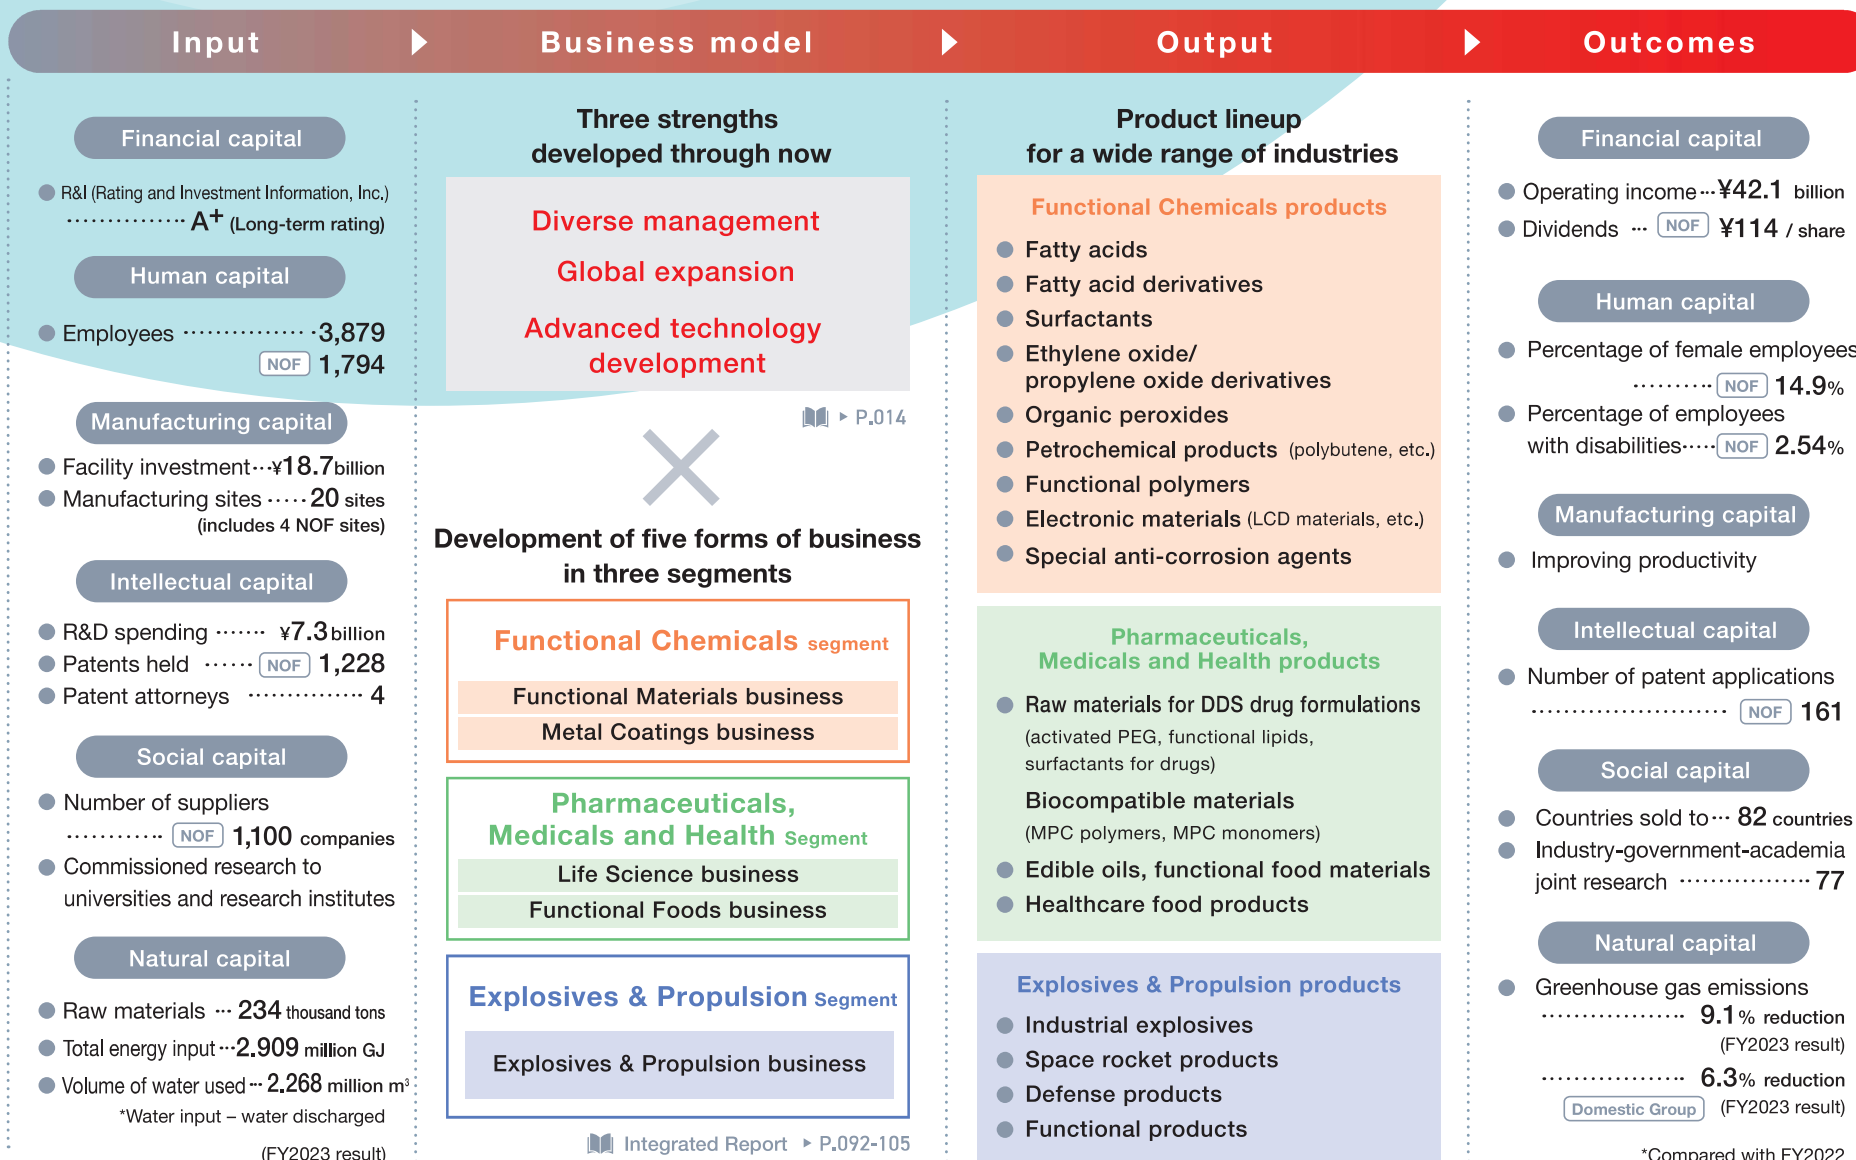 Input
Business model
Output
Outcomes
Financial capital
R&I (Rating and Investment Information, Inc.)
··············· A+ (Long-term rating)
Human capital
Employees ················· 3,879
NOF 1,794
Manufacturing capital
Facility investment ··· ¥18.7 billion
Manufacturing sites ····· 20 sites
(includes 4 NOF sites)
Intellectual capital
R&D spending ······· ¥7.3 billion
Patents held ······ NOF 1,228
Patent attorneys ·············· 4
Social capital
Number of suppliers
············ NOF 1,100 companies
Commissioned research to
universities and research institutes
Natural capital
Raw materials ··· 234 thousand tons
Total energy input ··· 2.909 million GJ
Volume of water used ··· 2.268 million m³
*Water input – water discharged
(FY2023 result)
Three strengths
developed through now
Diverse management
Global expansion
Advanced technology
development
P.014
Development of five forms of business
in three segments
Functional Chemicals segment
Functional Materials business
Metal Coatings business
Pharmaceuticals,
Medicals and Health Segment
Life Science business
Functional Foods business
Explosives & Propulsion Segment
Explosives & Propulsion business
Integrated Report P.092-105
Product lineup
for a wide range of industries
Functional Chemicals products
Fatty acids
Fatty acid derivatives
Surfactants
Ethylene oxide/
propylene oxide derivatives
Organic peroxides
Petrochemical products (polybutene, etc.)
Functional polymers
Electronic materials (LCD materials, etc.)
Special anti-corrosion agents
Pharmaceuticals,
Medicals and Health products
Raw materials for DDS drug formulations
(activated PEG, functional lipids,
surfactants for drugs)
Biocompatible materials
(MPC polymers, MPC monomers)
Edible oils, functional food materials
Healthcare food products
Explosives & Propulsion products
Industrial explosives
Space rocket products
Defense products
Functional products
Financial capital
Operating income ··· ¥42.1 billion
Dividends ··· NOF ¥114 / share
Human capital
Percentage of female employees
·········· NOF 14.9%
Percentage of employees
with disabilities ····· NOF 2.54%
Manufacturing capital
Improving productivity
Intellectual capital
Number of patent applications
························ NOF 161
Social capital
Countries sold to ··· 82 countries
Industry-government-academia
joint research ················ 77
Natural capital
Greenhouse gas emissions
················· 9.1% reduction
(FY2023 result)
················· 6.3% reduction
Domestic Group (FY2023 result)
*Compared with FY2022